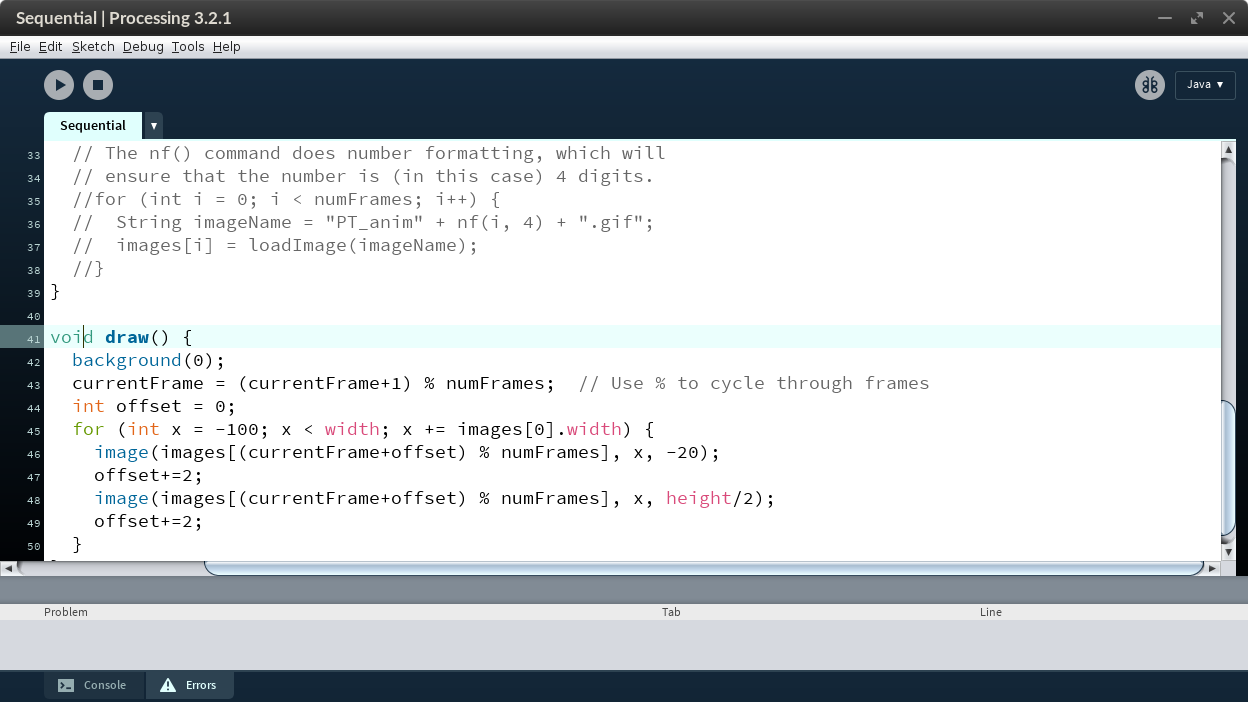 Sequential | Processing 3.2.1
File Edit Sketch Debug Tools Help
Java ▼
Sequential ▼
33   // The nf() command does number formatting, which will
34   // ensure that the number is (in this case) 4 digits.
35   //for (int i = 0; i < numFrames; i++) {
36   //  String imageName = "PT_anim" + nf(i, 4) + ".gif";
37   //  images[i] = loadImage(imageName);
38   //}
39 }
40
41 void draw() {
42   background(0);
43   currentFrame = (currentFrame+1) % numFrames;  // Use % to cycle through frames
44   int offset = 0;
45   for (int x = -100; x < width; x += images[0].width) {
46     image(images[(currentFrame+offset) % numFrames], x, -20);
47     offset+=2;
48     image(images[(currentFrame+offset) % numFrames], x, height/2);
49     offset+=2;
50   }
Problem Tab Line
Console Errors